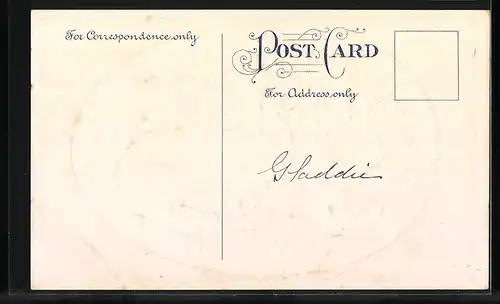 For Correspondence only
POST CARD
For Address only
Gladdie